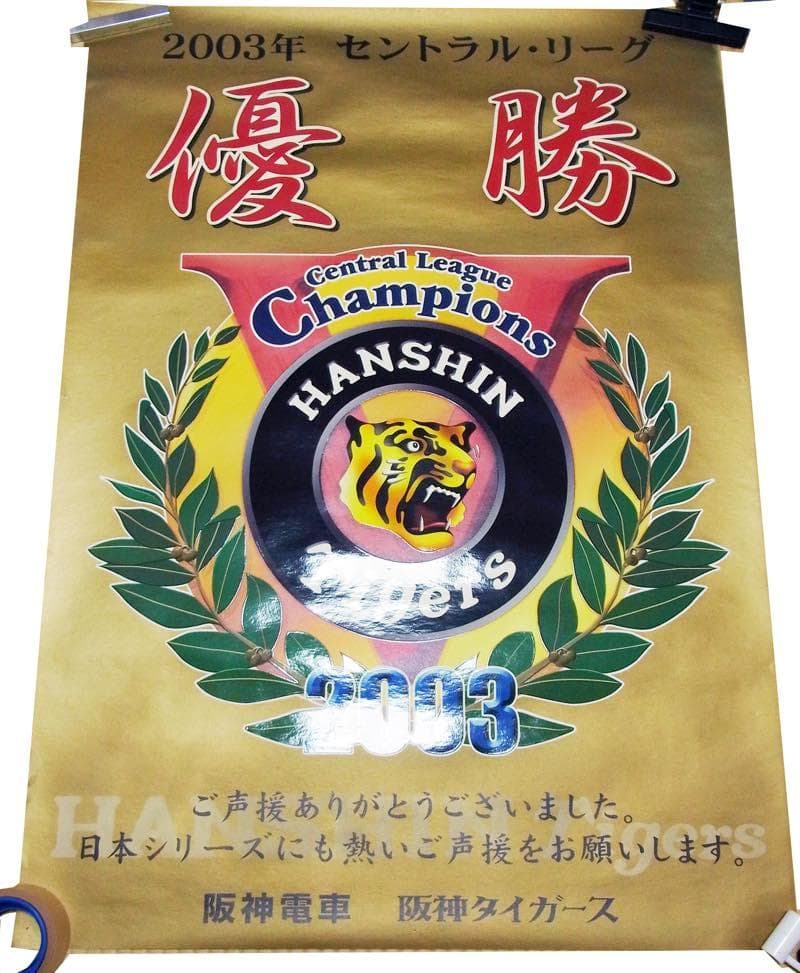 2003年 セントラル・リーグ
優勝
Central League
Champions
HANSHIN
Tigers
2003
ご声援ありがとうございました。
HANSHIN Tigers
日本シリーズにも熱いご声援をお願いします。
阪神電車 阪神タイガース